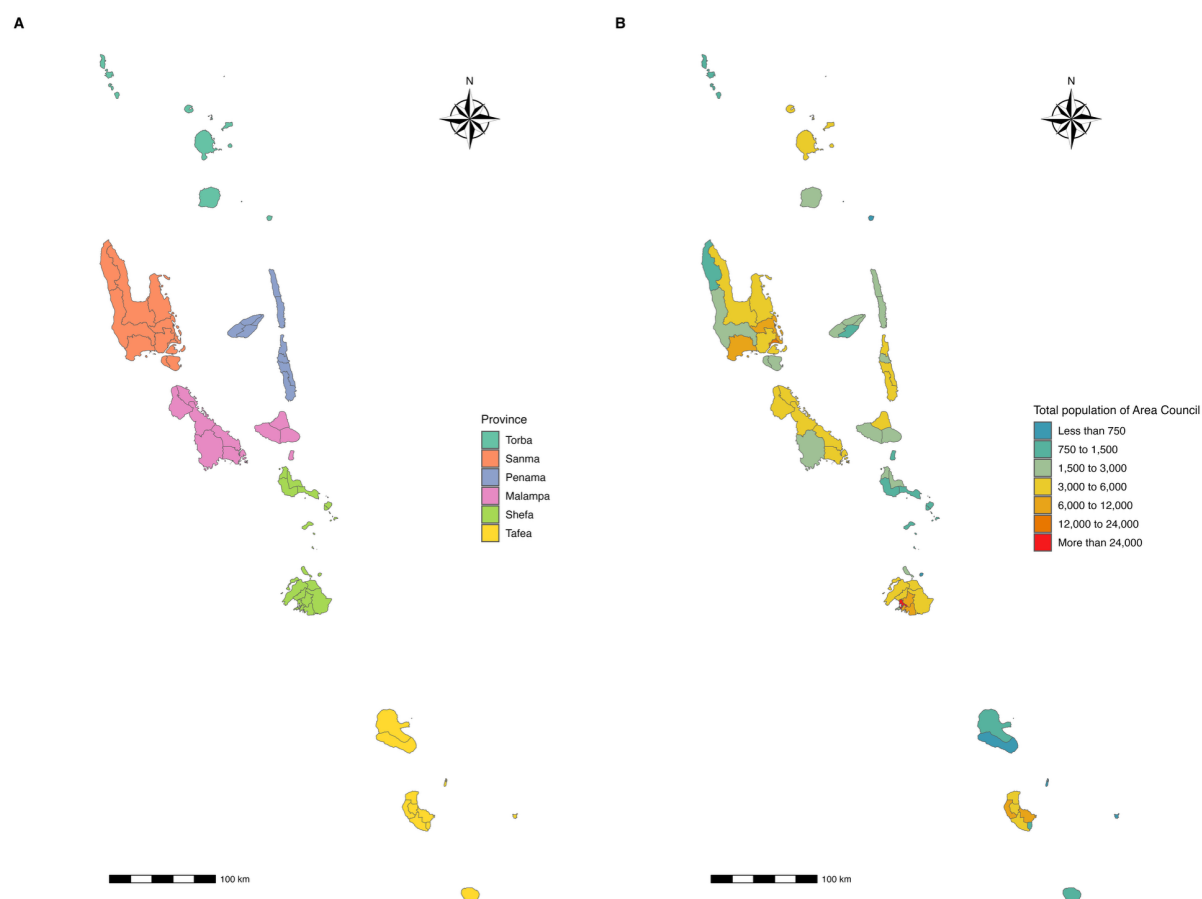 A
B
N
N
Province
Torba
Sanma
Penama
Malampa
Shefa
Tafea
Total population of Area Council
Less than 750
750 to 1,500
1,500 to 3,000
3,000 to 6,000
6,000 to 12,000
12,000 to 24,000
More than 24,000
100 km
100 km